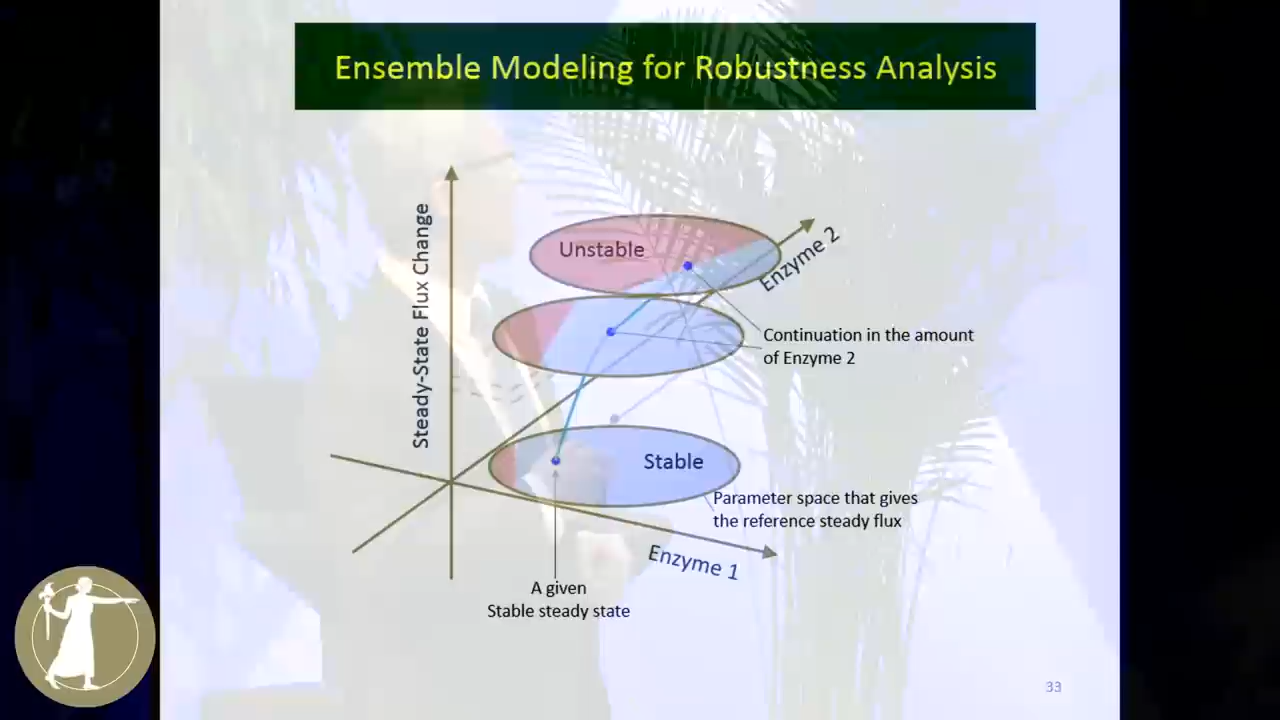 Ensemble Modeling for Robustness Analysis
Steady-State Flux Change
Unstable
Enzyme 2
Continuation in the amount
of Enzyme 2
Stable
Parameter space that gives
the reference steady flux
Enzyme 1
A given
Stable steady state
33